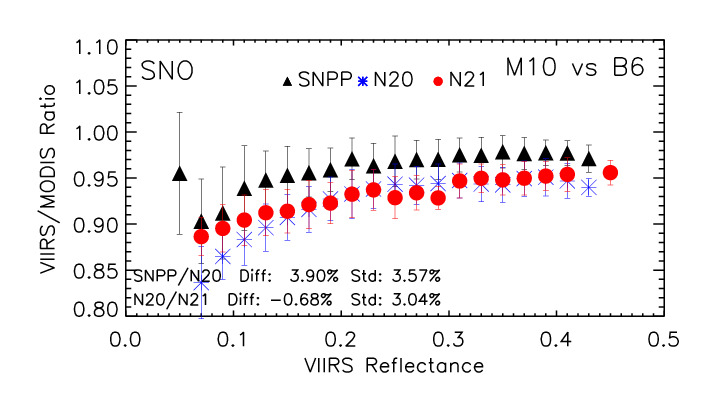 1.10
SNO
SNPP N20 N21
M10 vs B6
1.05
1.00
0.95
0.90
0.85
0.80
VIIRS/MODIS Ratio
SNPP/N20 Diff: 3.90% Std: 3.57%
N20/N21 Diff: −0.68% Std: 3.04%
0.0 0.1 0.2 0.3 0.4 0.5
VIIRS Reflectance